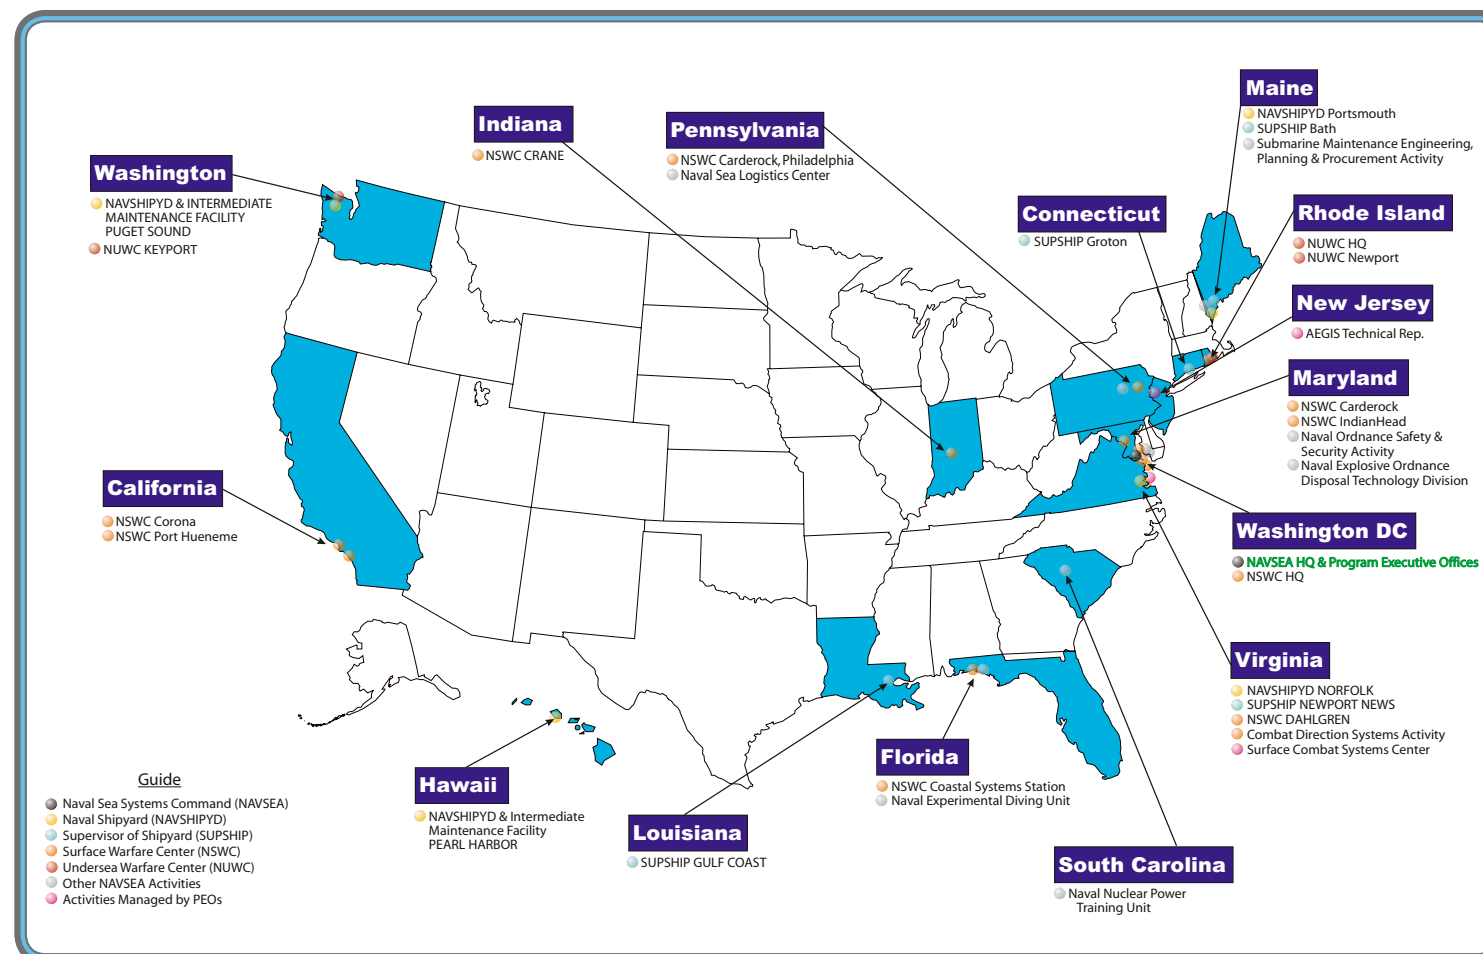 Maine
NAVSHIPYD Portsmouth
SUPSHIP Bath
Submarine Maintenance Engineering,
Planning & Procurement Activity
Indiana
NSWC CRANE
Pennsylvania
NSWC Carderock, Philadelphia
Naval Sea Logistics Center
Washington
NAVSHIPYD & INTERMEDIATE
MAINTENANCE FACILITY
PUGET SOUND
NUWC KEYPORT
Connecticut
SUPSHIP Groton
Rhode Island
NUWC HQ
NUWC Newport
New Jersey
AEGIS Technical Rep.
Maryland
NSWC Carderock
NSWC IndianHead
Naval Ordnance Safety &
Security Activity
Naval Explosive Ordnance
Disposal Technology Division
California
NSWC Corona
NSWC Port Hueneme
Washington DC
NAVSEA HQ & Program Executive Offices
NSWC HQ
Virginia
NAVSHIPYD NORFOLK
SUPSHIP NEWPORT NEWS
NSWC DAHLGREN
Combat Direction Systems Activity
Surface Combat Systems Center
Florida
NSWC Coastal Systems Station
Naval Experimental Diving Unit
Hawaii
NAVSHIPYD & Intermediate
Maintenance Facility
PEARL HARBOR
Louisiana
SUPSHIP GULF COAST
South Carolina
Naval Nuclear Power
Training Unit
Guide
Naval Sea Systems Command (NAVSEA)
Naval Shipyard (NAVSHIPYD)
Supervisor of Shipyard (SUPSHIP)
Surface Warfare Center (NSWC)
Undersea Warfare Center (NUWC)
Other NAVSEA Activities
Activities Managed by PEOs